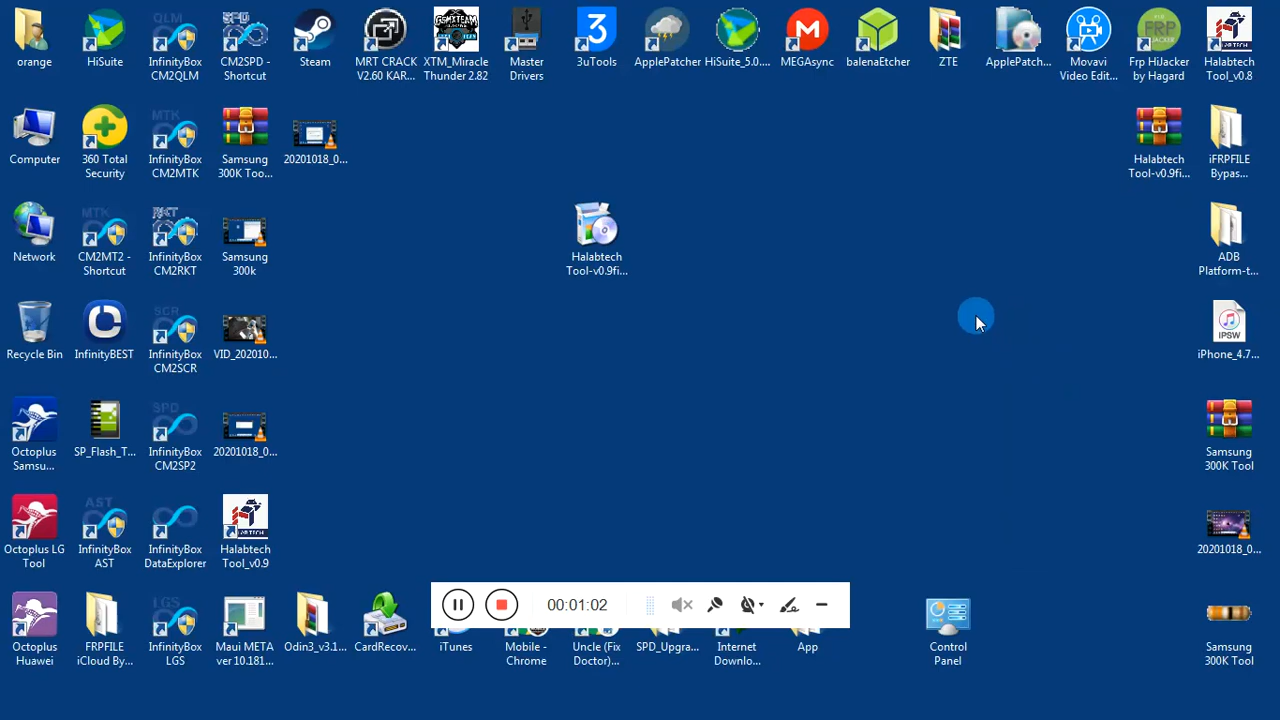 orange
HiSuite
InfinityBox
CM2QLM
CM2SPD -
Shortcut
Steam
MRT CRACK
V2.60 KAR...
XTM_Miracle
Thunder 2.82
Master
Drivers
3uTools
ApplePatcher
HiSuite_5.0....
MEGAsync
balenaEtcher
ZTE
ApplePatch...
Movavi
Video Edit...
Frp HiJacker
by Hagard
Halabtech
Tool_v0.8
Computer
360 Total
Security
InfinityBox
CM2MTK
Samsung
300K Too...
20201018_0...
Halabtech
Tool-v0.9fi...
iFRPFILE
Bypas...
Network
CM2MT2 -
Shortcut
InfinityBox
CM2RKT
Samsung
300k
Halabtech
Tool-v0.9fi...
ADB
Platform-t...
Recycle Bin
InfinityBEST
InfinityBox
CM2SCR
VID_202010...
IPSW
iPhone_4.7...
Octoplus
Samsu...
SP_Flash_T...
InfinityBox
CM2SP2
20201018_0...
Samsung
300K Tool
Octoplus LG
Tool
InfinityBox
AST
InfinityBox
DataExplorer
Halabtech
Tool_v0.9
20201018_0...
00:01:02
Octoplus
Huawei
FRPFILE
iCloud By...
InfinityBox
LGS
Maui META
ver 10.181...
Odin3_v3.1...
CardRecov...
iTunes
Mobile -
Chrome
Uncle (Fix
Doctor)...
SPD_Upgra...
Internet
Downlo...
App
Control
Panel
Samsung
300K Tool